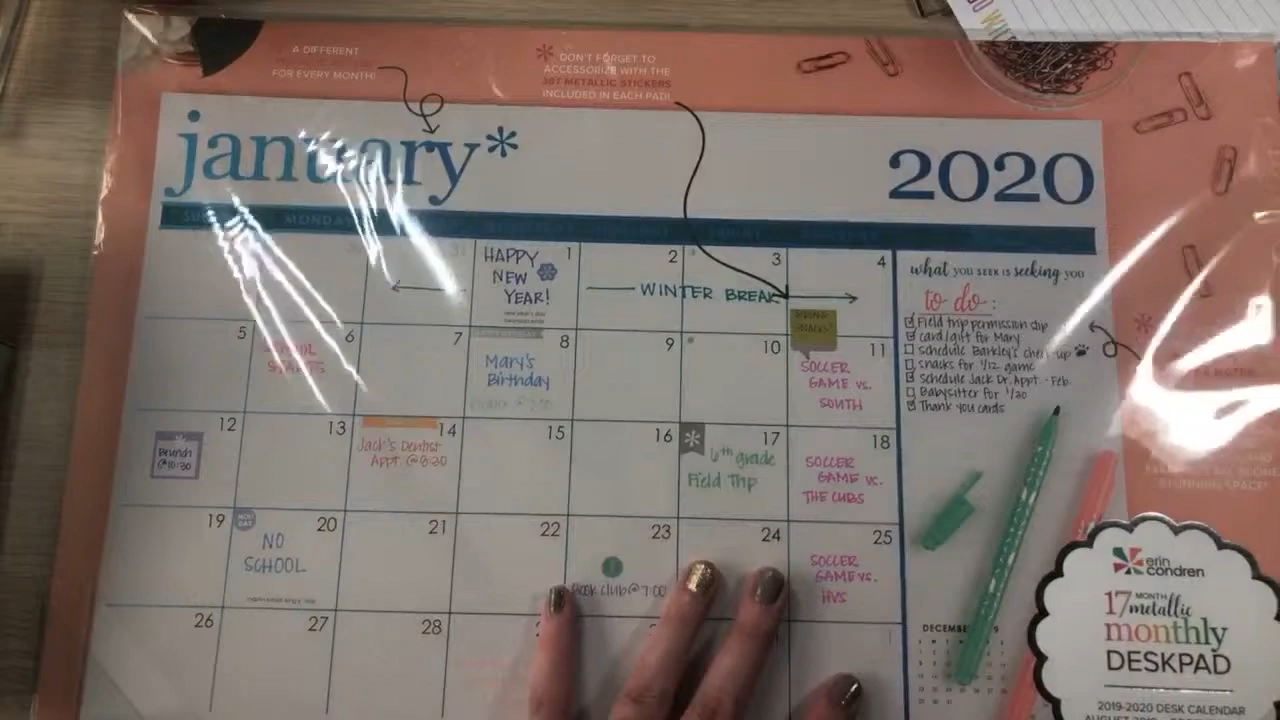 A DIFFERENT
FOR EVERY MONTH!
* DON'T FORGET TO
ACCESSORIZE WITH THE
METALLIC STICKERS
INCLUDED IN EACH PAD!
january*
2020
MONDAY
HAPPY
NEW
YEAR!
1
2
3
4
WINTER BREAK
5
6
STARTS
7
8
Mary's
Birthday
9
10
11
SOCCER
GAME vs.
SOUTH
12
Brunch
@10:30
13
14
Jack's Dentist
Appt. @8:30
15
16
17
6th grade
Field Trip
18
SOCCER
GAME vs.
THE CUBS
19
20
NO
SCHOOL
21
22
23
Book Club@7:00
24
25
SOCCER
GAME vs.
HVS
26
27
28
what you seek is seeking you
to do:
Field trip permission slip
card/gift for Mary
schedule Barkley's check-up
snacks for 1/12 game
schedule Jack Dr. Appt. - Feb.
Babysitter for 1/20
Thank you cards
DECEMBER
erin
condren
17 MONTH
metallic
monthly
DESKPAD
2019-2020 DESK CALENDAR